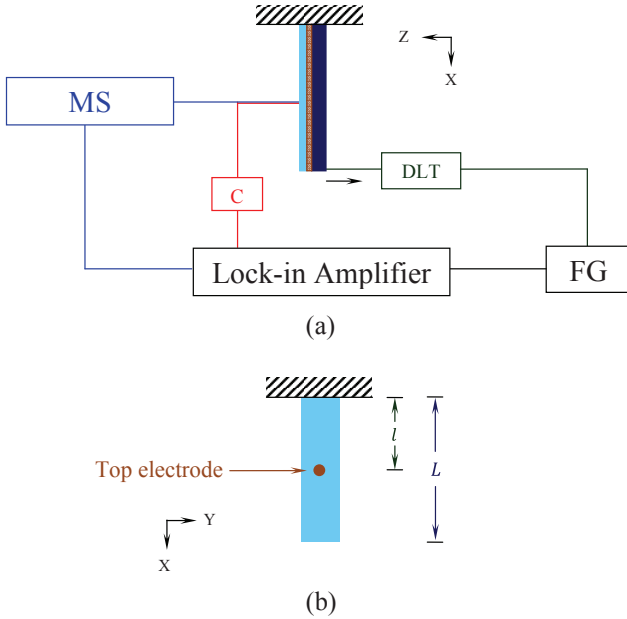 Z
X
MS
DLT
C
Lock-in Amplifier
FG
(a)
l
Top electrode
L
Y
X
(b)